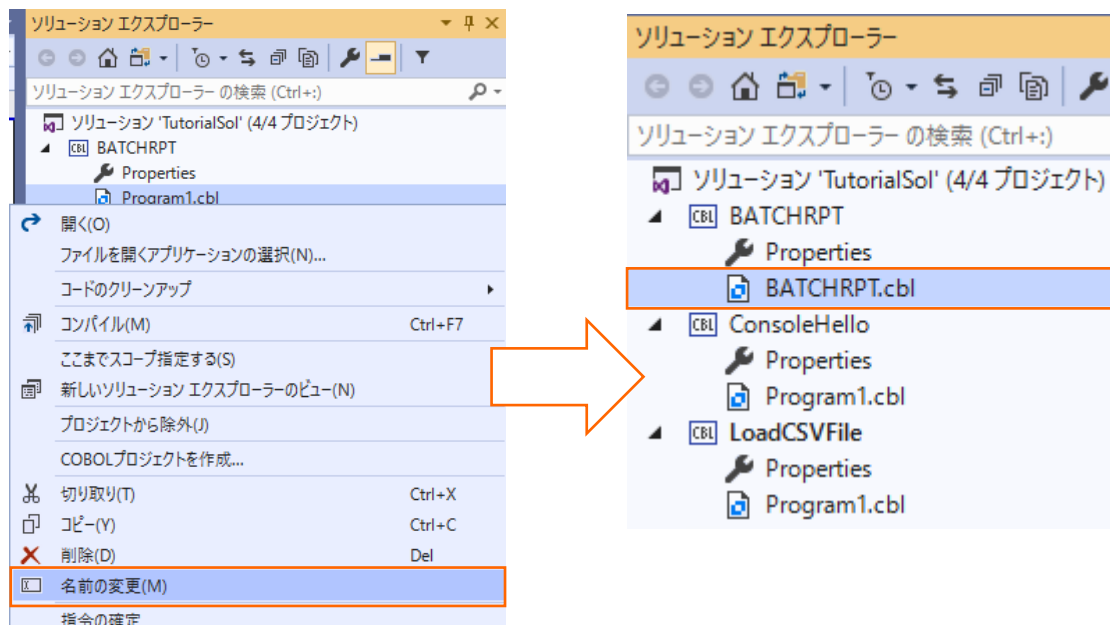 ソリューション エクスプローラー
ソリューション エクスプローラー の検索 (Ctrl+:)
ソリューション 'TutorialSol' (4/4 プロジェクト)
CBL BATCHRPT
Properties
Program1.cbl
開く(O)
ファイルを開くアプリケーションの選択(N)...
コードのクリーンアップ
コンパイル(M) Ctrl+F7
ここまでスコープ指定する(S)
新しいソリューション エクスプローラーのビュー(N)
プロジェクトから除外(J)
COBOLプロジェクトを作成...
切り取り(T) Ctrl+X
コピー(Y) Ctrl+C
削除(D) Del
名前の変更(M)
指令の確定
ソリューション エクスプローラー
ソリューション エクスプローラー の検索 (Ctrl+:)
ソリューション 'TutorialSol' (4/4 プロジェクト)
CBL BATCHRPT
Properties
BATCHRPT.cbl
CBL ConsoleHello
Properties
Program1.cbl
CBL LoadCSVFile
Properties
Program1.cbl